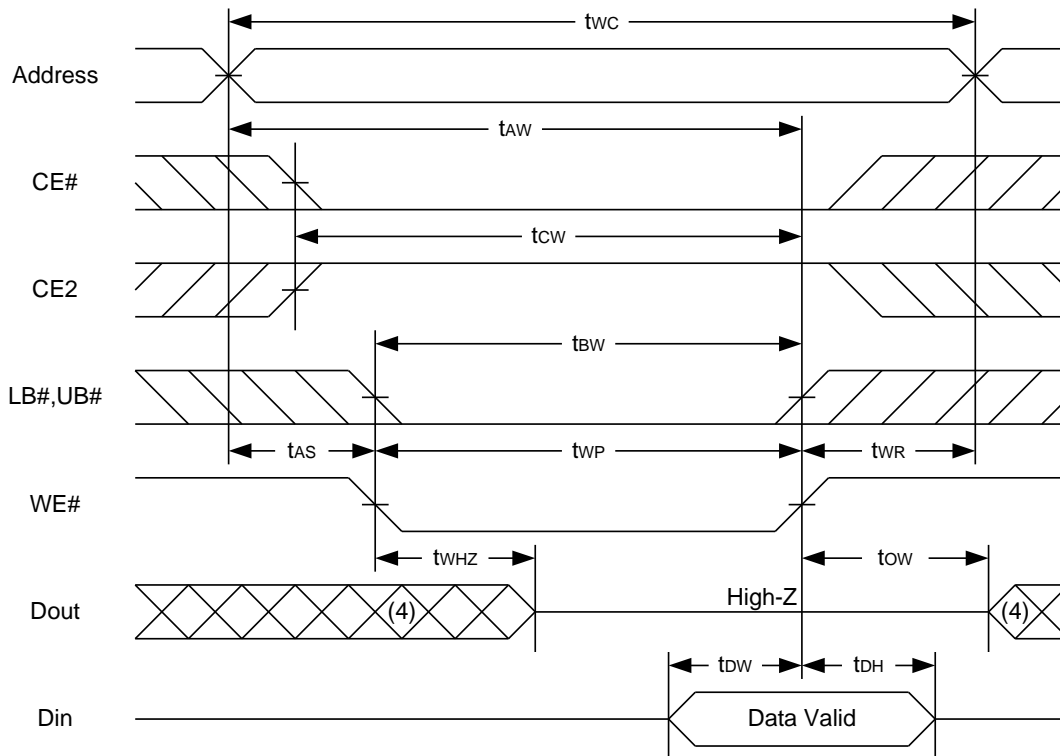 tWC
Address
tAW
CE#
tCW
CE2
tBW
LB#,UB#
tAS tWP tWR
WE#
tWHZ tOW
High-Z
Dout (4) (4)
tDW tDH
Din Data Valid